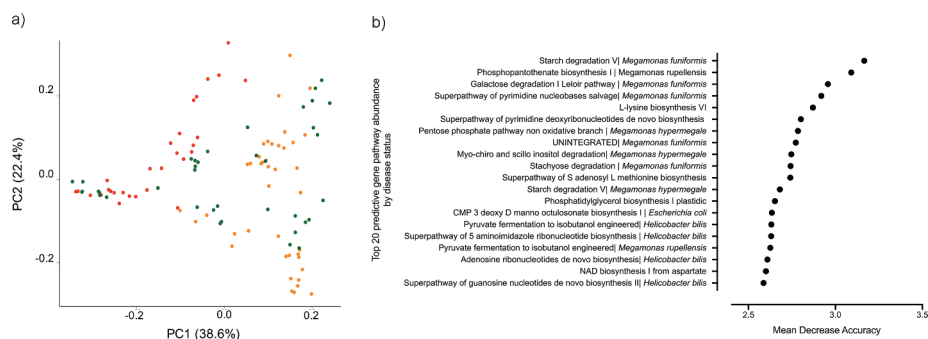 a)
PC2 (22.4%)
0.2
0.0
-0.2
-0.2
0.0
0.2
PC1 (38.6%)
b)
Top 20 predictive gene pathway abundance
by disease status
Starch degradation V| Megamonas funiformis
Phosphopantothenate biosynthesis I | Megamonas rupellensis
Galactose degradation I Leloir pathway | Megamonas funiformis
Superpathway of pyrimidine nucleobases salvage| Megamonas funiformis
L-lysine biosynthesis VI
Superpathway of pyrimidine deoxyribonucleotides de novo biosynthesis
Pentose phosphate pathway non oxidative branch | Megamonas hypermegale
UNINTEGRATED| Megamonas funiformis
Myo-chiro and scillo inositol degradation| Megamonas hypermegale
Stachyose degradation | Megamonas funiformis
Superpathway of S adenosyl L methionine biosynthesis
Starch degradation V| Megamonas hypermegale
Phosphatidylglycerol biosynthesis I plastidic
CMP 3 deoxy D manno octulosonate biosynthesis I | Escherichia coli
Pyruvate fermentation to isobutanol engineered| Helicobacter bilis
Superpathway of 5 aminoimidazole ribonucleotide biosynthesis | Helicobacter bilis
Pyruvate fermentation to isobutanol engineered| Megamonas rupellensis
Adenosine ribonucleotides de novo biosynthesis| Helicobacter bilis
NAD biosynthesis I from aspartate
Superpathway of guanosine nucleotides de novo biosynthesis II| Helicobacter bilis
2.5
3.0
3.5
Mean Decrease Accuracy